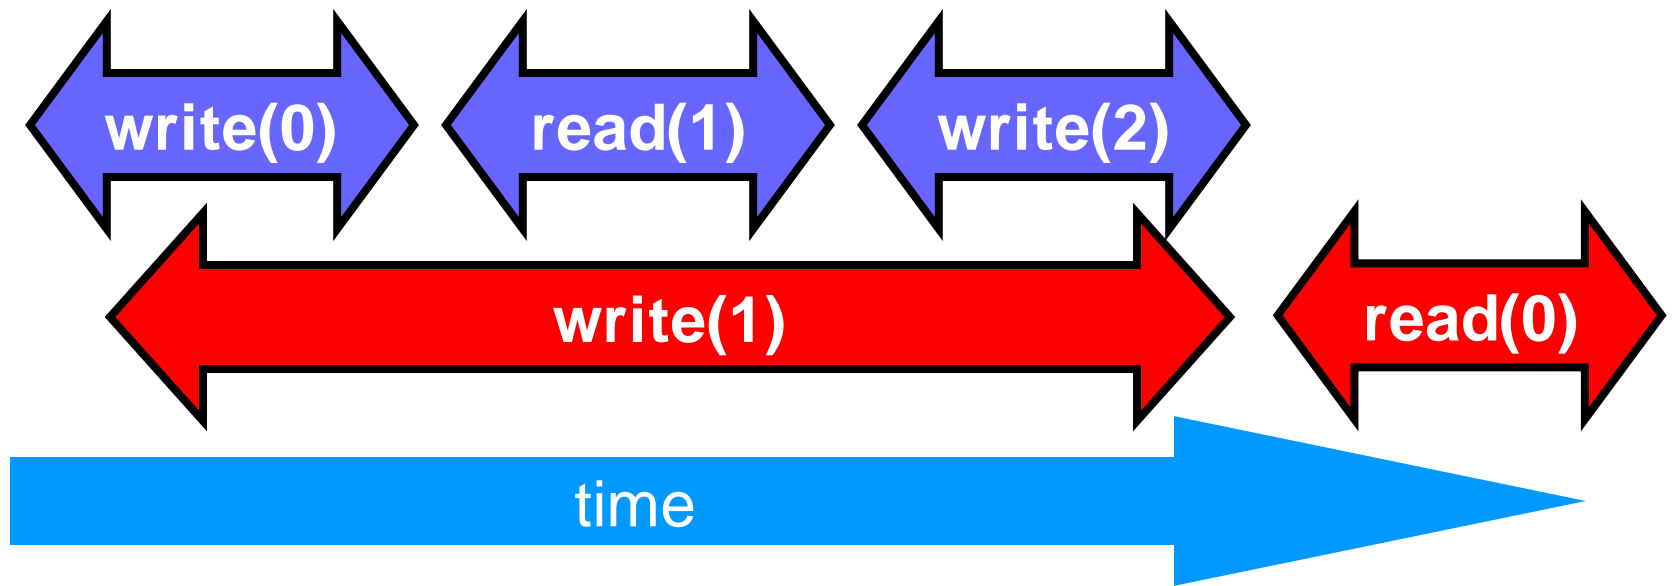 write(0) read(1) write(2)
write(1) read(0)
time